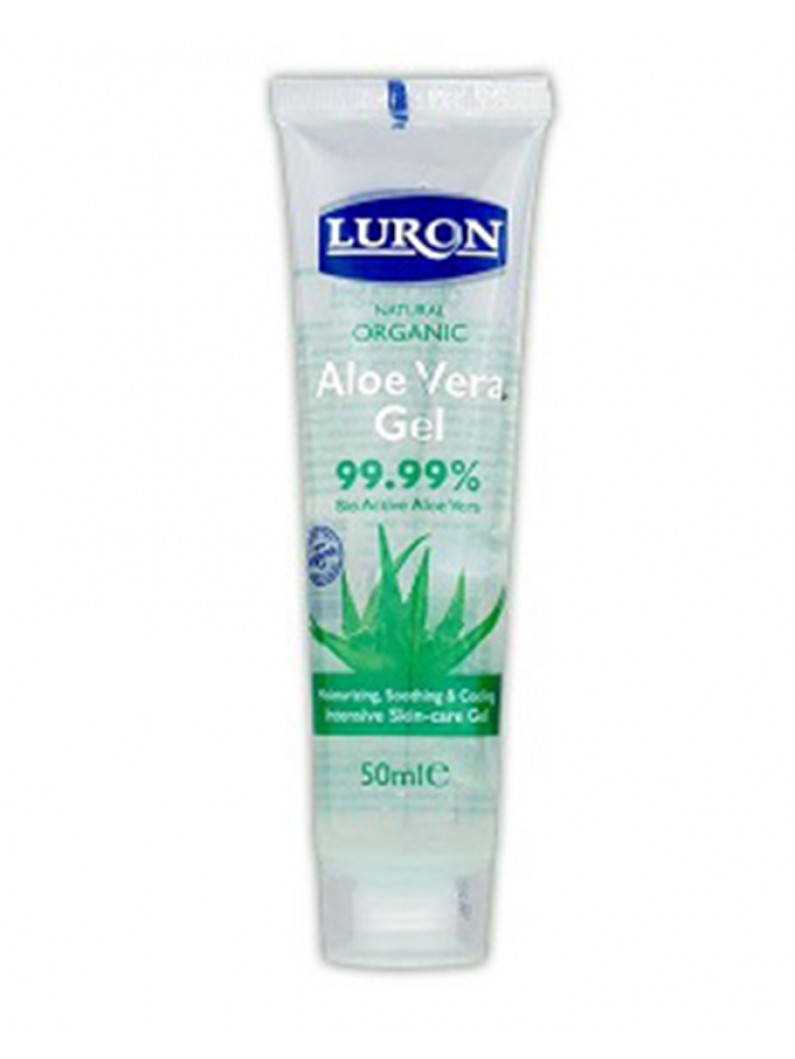 LURON
NATURAL
ORGANIC
Aloe Vera
Gel
99.99%
Bio Active Aloe Vera
Moisturizing, Soothing & Cooling
Intensive Skin-care Gel
50ml℮